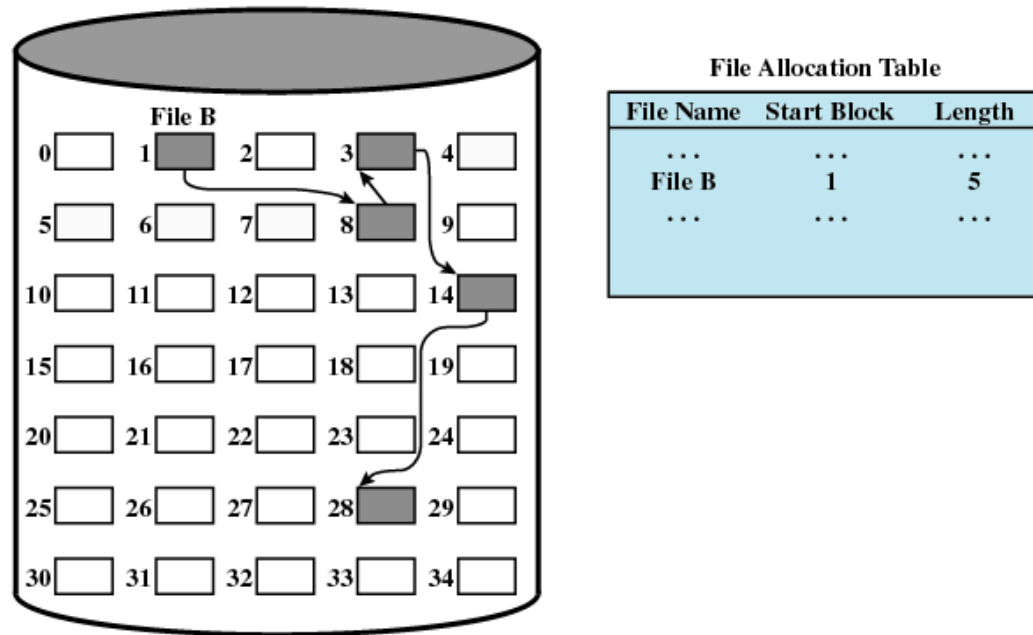 File B
0 1 2 3 4
5 6 7 8 9
10 11 12 13 14
15 16 17 18 19
20 21 22 23 24
25 26 27 28 29
30 31 32 33 34
File Allocation Table
File Name Start Block Length
... ... ...
File B 1 5
... ... ...